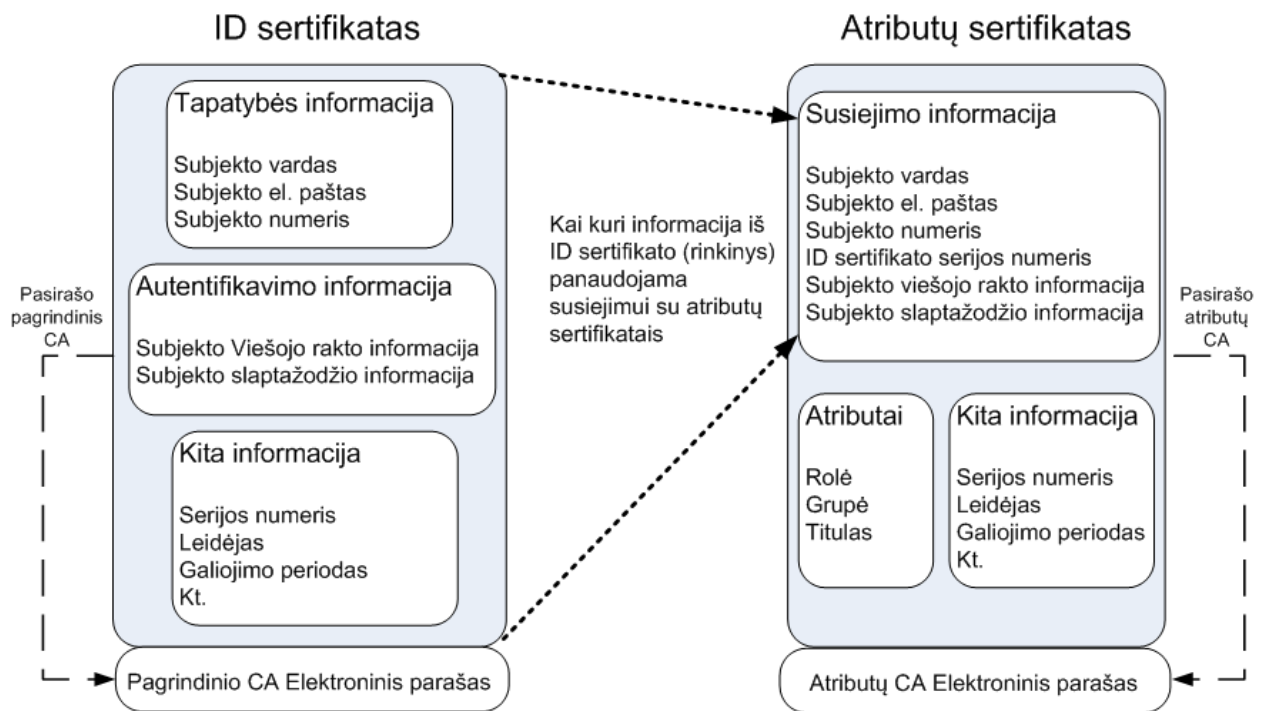 ID sertifikatas
Tapatybės informacija
Subjekto vardas
Subjekto el. paštas
Subjekto numeris
Autentifikavimo informacija
Subjekto Viešojo rakto informacija
Subjekto slaptažodžio informacija
Kita informacija
Serijos numeris
Leidėjas
Galiojimo periodas
Kt.
Pasirašo
pagrindinis
CA
Pagrindinio CA Elektroninis parašas
Kai kuri informacija iš
ID sertifikato (rinkinys)
panaudojama
susiejimui su atributų
sertifikatais
Atributų sertifikatas
Susiejimo informacija
Subjekto vardas
Subjekto el. paštas
Subjekto numeris
ID sertifikato serijos numeris
Subjekto viešojo rakto informacija
Subjekto slaptažodžio informacija
Atributai
Rolė
Grupė
Titulas
Kita informacija
Serijos numeris
Leidėjas
Galiojimo periodas
Kt.
Pasirašo
atributų
CA
Atributų CA Elektroninis parašas